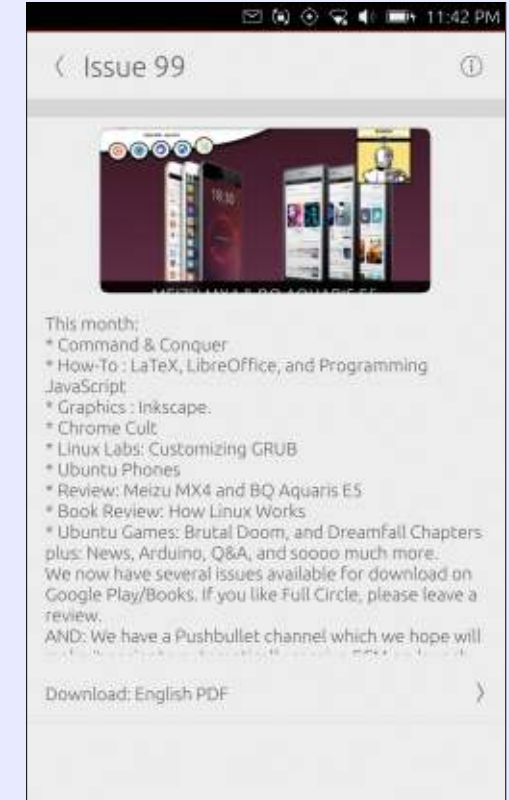 11:42 PM
Issue 99
18:30
MEIZU MX4 & BQ AQUARIS E5
This month:
* Command & Conquer
* How-To : LaTeX, LibreOffice, and Programming
JavaScript
* Graphics : Inkscape.
* Chrome Cult
* Linux Labs: Customizing GRUB
* Ubuntu Phones
* Review: Meizu MX4 and BQ Aquaris E5
* Book Review: How Linux Works
* Ubuntu Games: Brutal Doom, and Dreamfall Chapters
plus: News, Arduino, Q&A, and soooo much more.
We now have several issues available for download on
Google Play/Books. If you like Full Circle, please leave a
review.
AND: We have a Pushbullet channel which we hope will
Download: English PDF